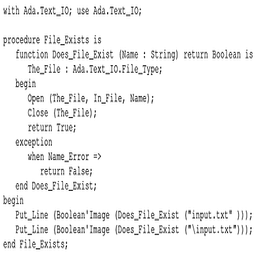 with Ada.Text_IO; use Ada.Text_IO;
procedure File_Exists is
function Does_File_Exist (Name : String) return Boolean is
The_File : Ada.Text_IO.File_Type;
begin
Open (The_File, In_File, Name);
Close (The_File);
return True;
exception
when Name_Error =>
return False;
end Does_File_Exist;
begin
Put_Line (Boolean'Image (Does_File_Exist ("input.txt" )));
Put_Line (Boolean'Image (Does_File_Exist ("\input.txt")));
end File_Exists;